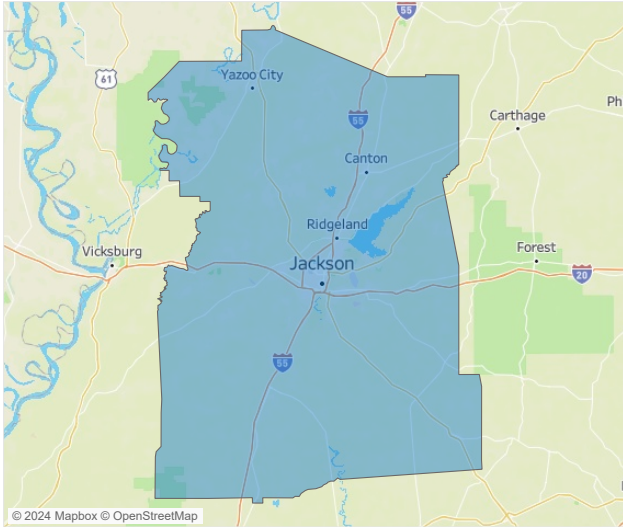 55
61
Yazoo City
Carthage
Ph
55
Canton
Ridgeland
Vicksburg
Forest
Jackson
20
55
© 2024 Mapbox © OpenStreetMap